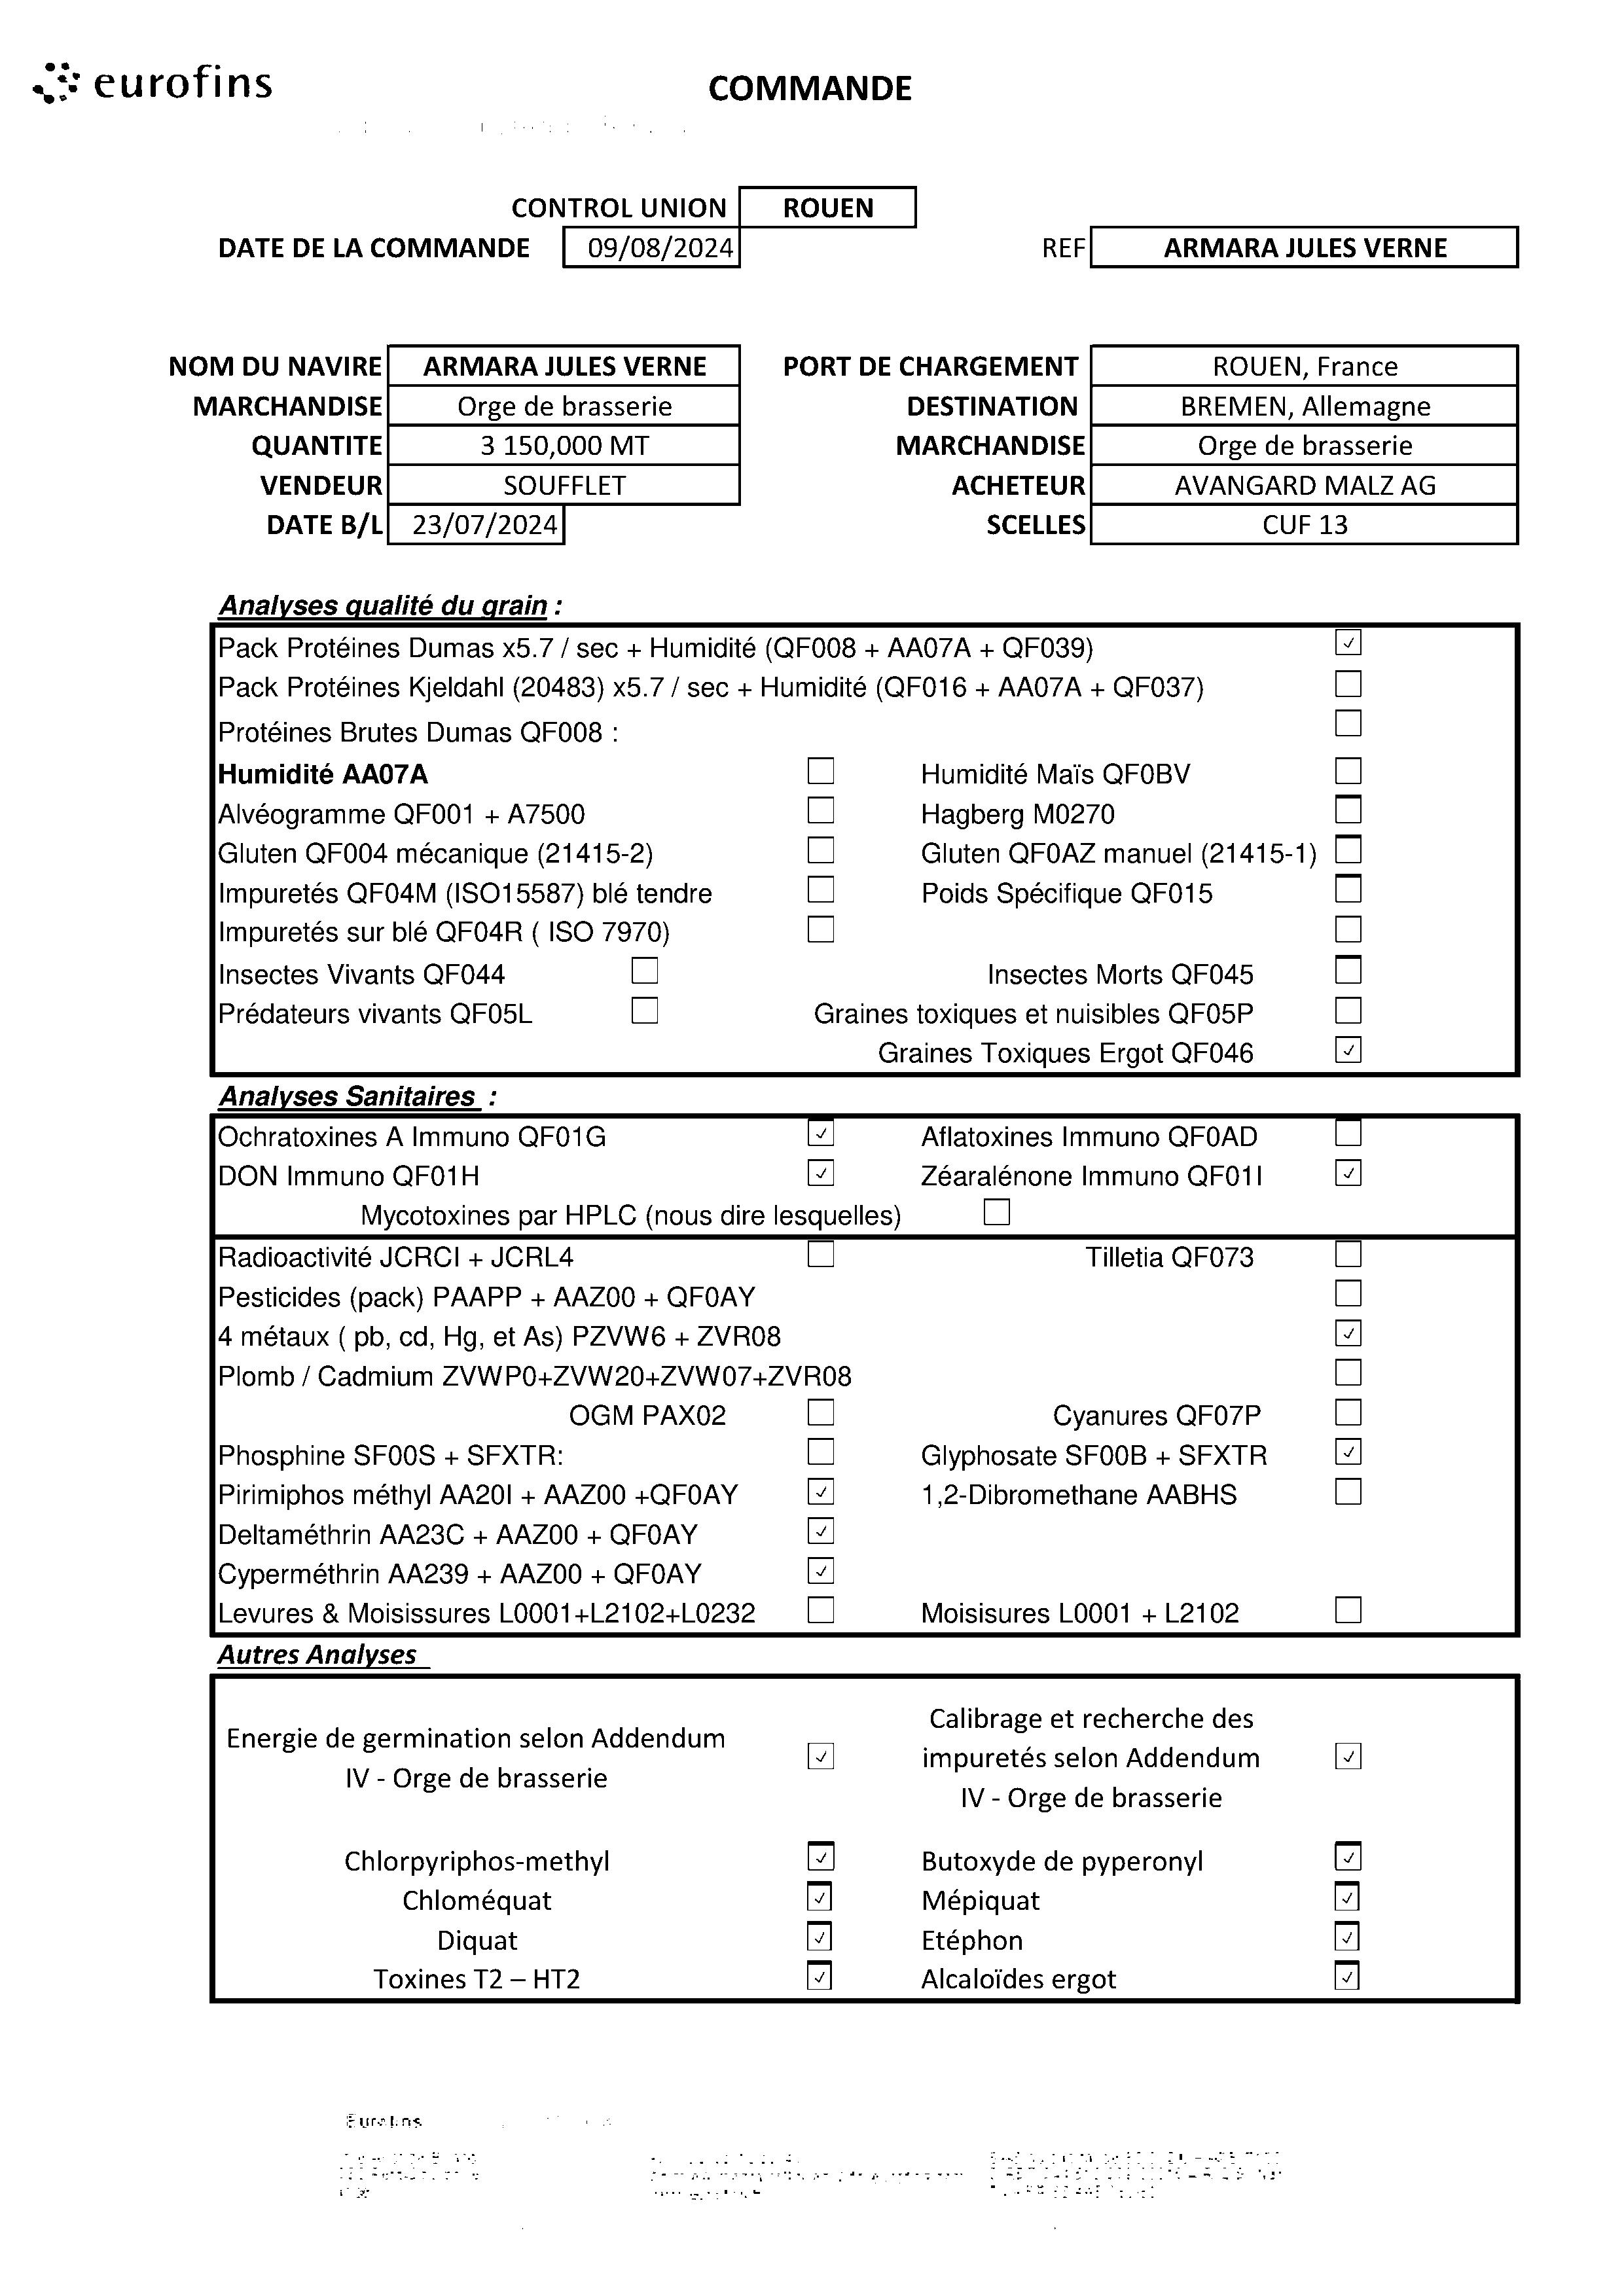 eurofins
COMMANDE
CONTROL UNION ROUEN
DATE DE LA COMMANDE 09/08/2024 REF ARMARA JULES VERNE
NOM DU NAVIRE ARMARA JULES VERNE PORT DE CHARGEMENT ROUEN, France
MARCHANDISE Orge de brasserie DESTINATION BREMEN, Allemagne
QUANTITE 3 150,000 MT MARCHANDISE Orge de brasserie
VENDEUR SOUFFLET ACHETEUR AVANGARD MALZ AG
DATE B/L 23/07/2024 SCELLES CUF 13
Analyses qualité du grain :
Pack Protéines Dumas x5.7 / sec + Humidité (QF008 + AA07A + QF039) ✓
Pack Protéines Kjeldahl (20483) x5.7 / sec + Humidité (QF016 + AA07A + QF037)
Protéines Brutes Dumas QF008 :
Humidité AA07A Humidité Maïs QF0BV
Alvéogramme QF001 + A7500 Hagberg M0270
Gluten QF004 mécanique (21415-2) Gluten QF0AZ manuel (21415-1)
Impuretés QF04M (ISO15587) blé tendre Poids Spécifique QF015
Impuretés sur blé QF04R ( ISO 7970)
Insectes Vivants QF044 Insectes Morts QF045
Prédateurs vivants QF05L Graines toxiques et nuisibles QF05P
Graines Toxiques Ergot QF046 ✓
Analyses Sanitaires :
Ochratoxines A Immuno QF01G ✓ Aflatoxines Immuno QF0AD
DON Immuno QF01H ✓ Zéaralénone Immuno QF01I ✓
Mycotoxines par HPLC (nous dire lesquelles)
Radioactivité JCRCI + JCRL4 Tilletia QF073
Pesticides (pack) PAAPP + AAZ00 + QF0AY
4 métaux ( pb, cd, Hg, et As) PZVW6 + ZVR08 ✓
Plomb / Cadmium ZVWP0+ZVW20+ZVW07+ZVR08
OGM PAX02 Cyanures QF07P
Phosphine SF00S + SFXTR: Glyphosate SF00B + SFXTR ✓
Pirimiphos méthyl AA20I + AAZ00 +QF0AY ✓ 1,2-Dibromethane AABHS
Deltaméthrin AA23C + AAZ00 + QF0AY ✓
Cyperméthrin AA239 + AAZ00 + QF0AY ✓
Levures & Moisissures L0001+L2102+L0232 Moisisures L0001 + L2102
Autres Analyses
Energie de germination selon Addendum
IV - Orge de brasserie ✓
Calibrage et recherche des
impuretés selon Addendum
IV - Orge de brasserie ✓
Chlorpyriphos-methyl ✓ Butoxyde de pyperonyl ✓
Chloméquat ✓ Mépiquat ✓
Diquat ✓ Etéphon ✓
Toxines T2 – HT2 ✓ Alcaloïdes ergot ✓
Eurofins